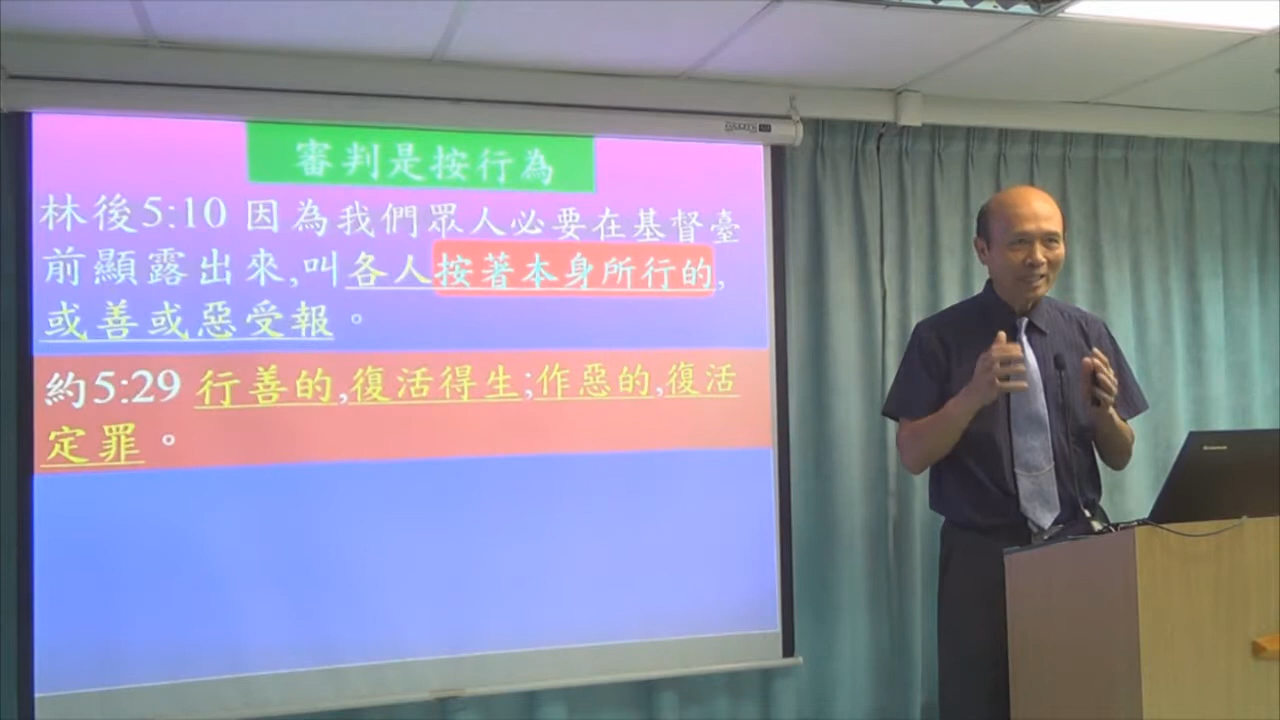 審判是按行為
林後5:10 因為我們眾人必要在基督臺
前顯露出來,叫各人按著本身所行的,
或善或惡受報。
約5:29 行善的,復活得生;作惡的,復活
定罪。